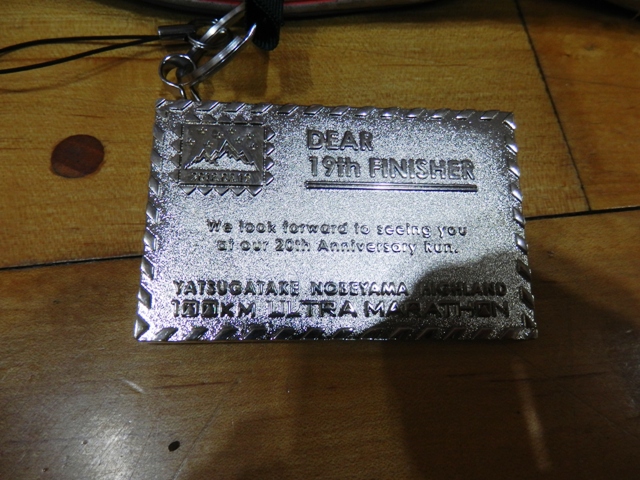 DEAR
19th FINISHER
We look forward to seeing you
at our 20th Anniversary Run.
YATSUGATAKE NOBEYAMA HIGHLAND
100KM ULTRA MARATHON